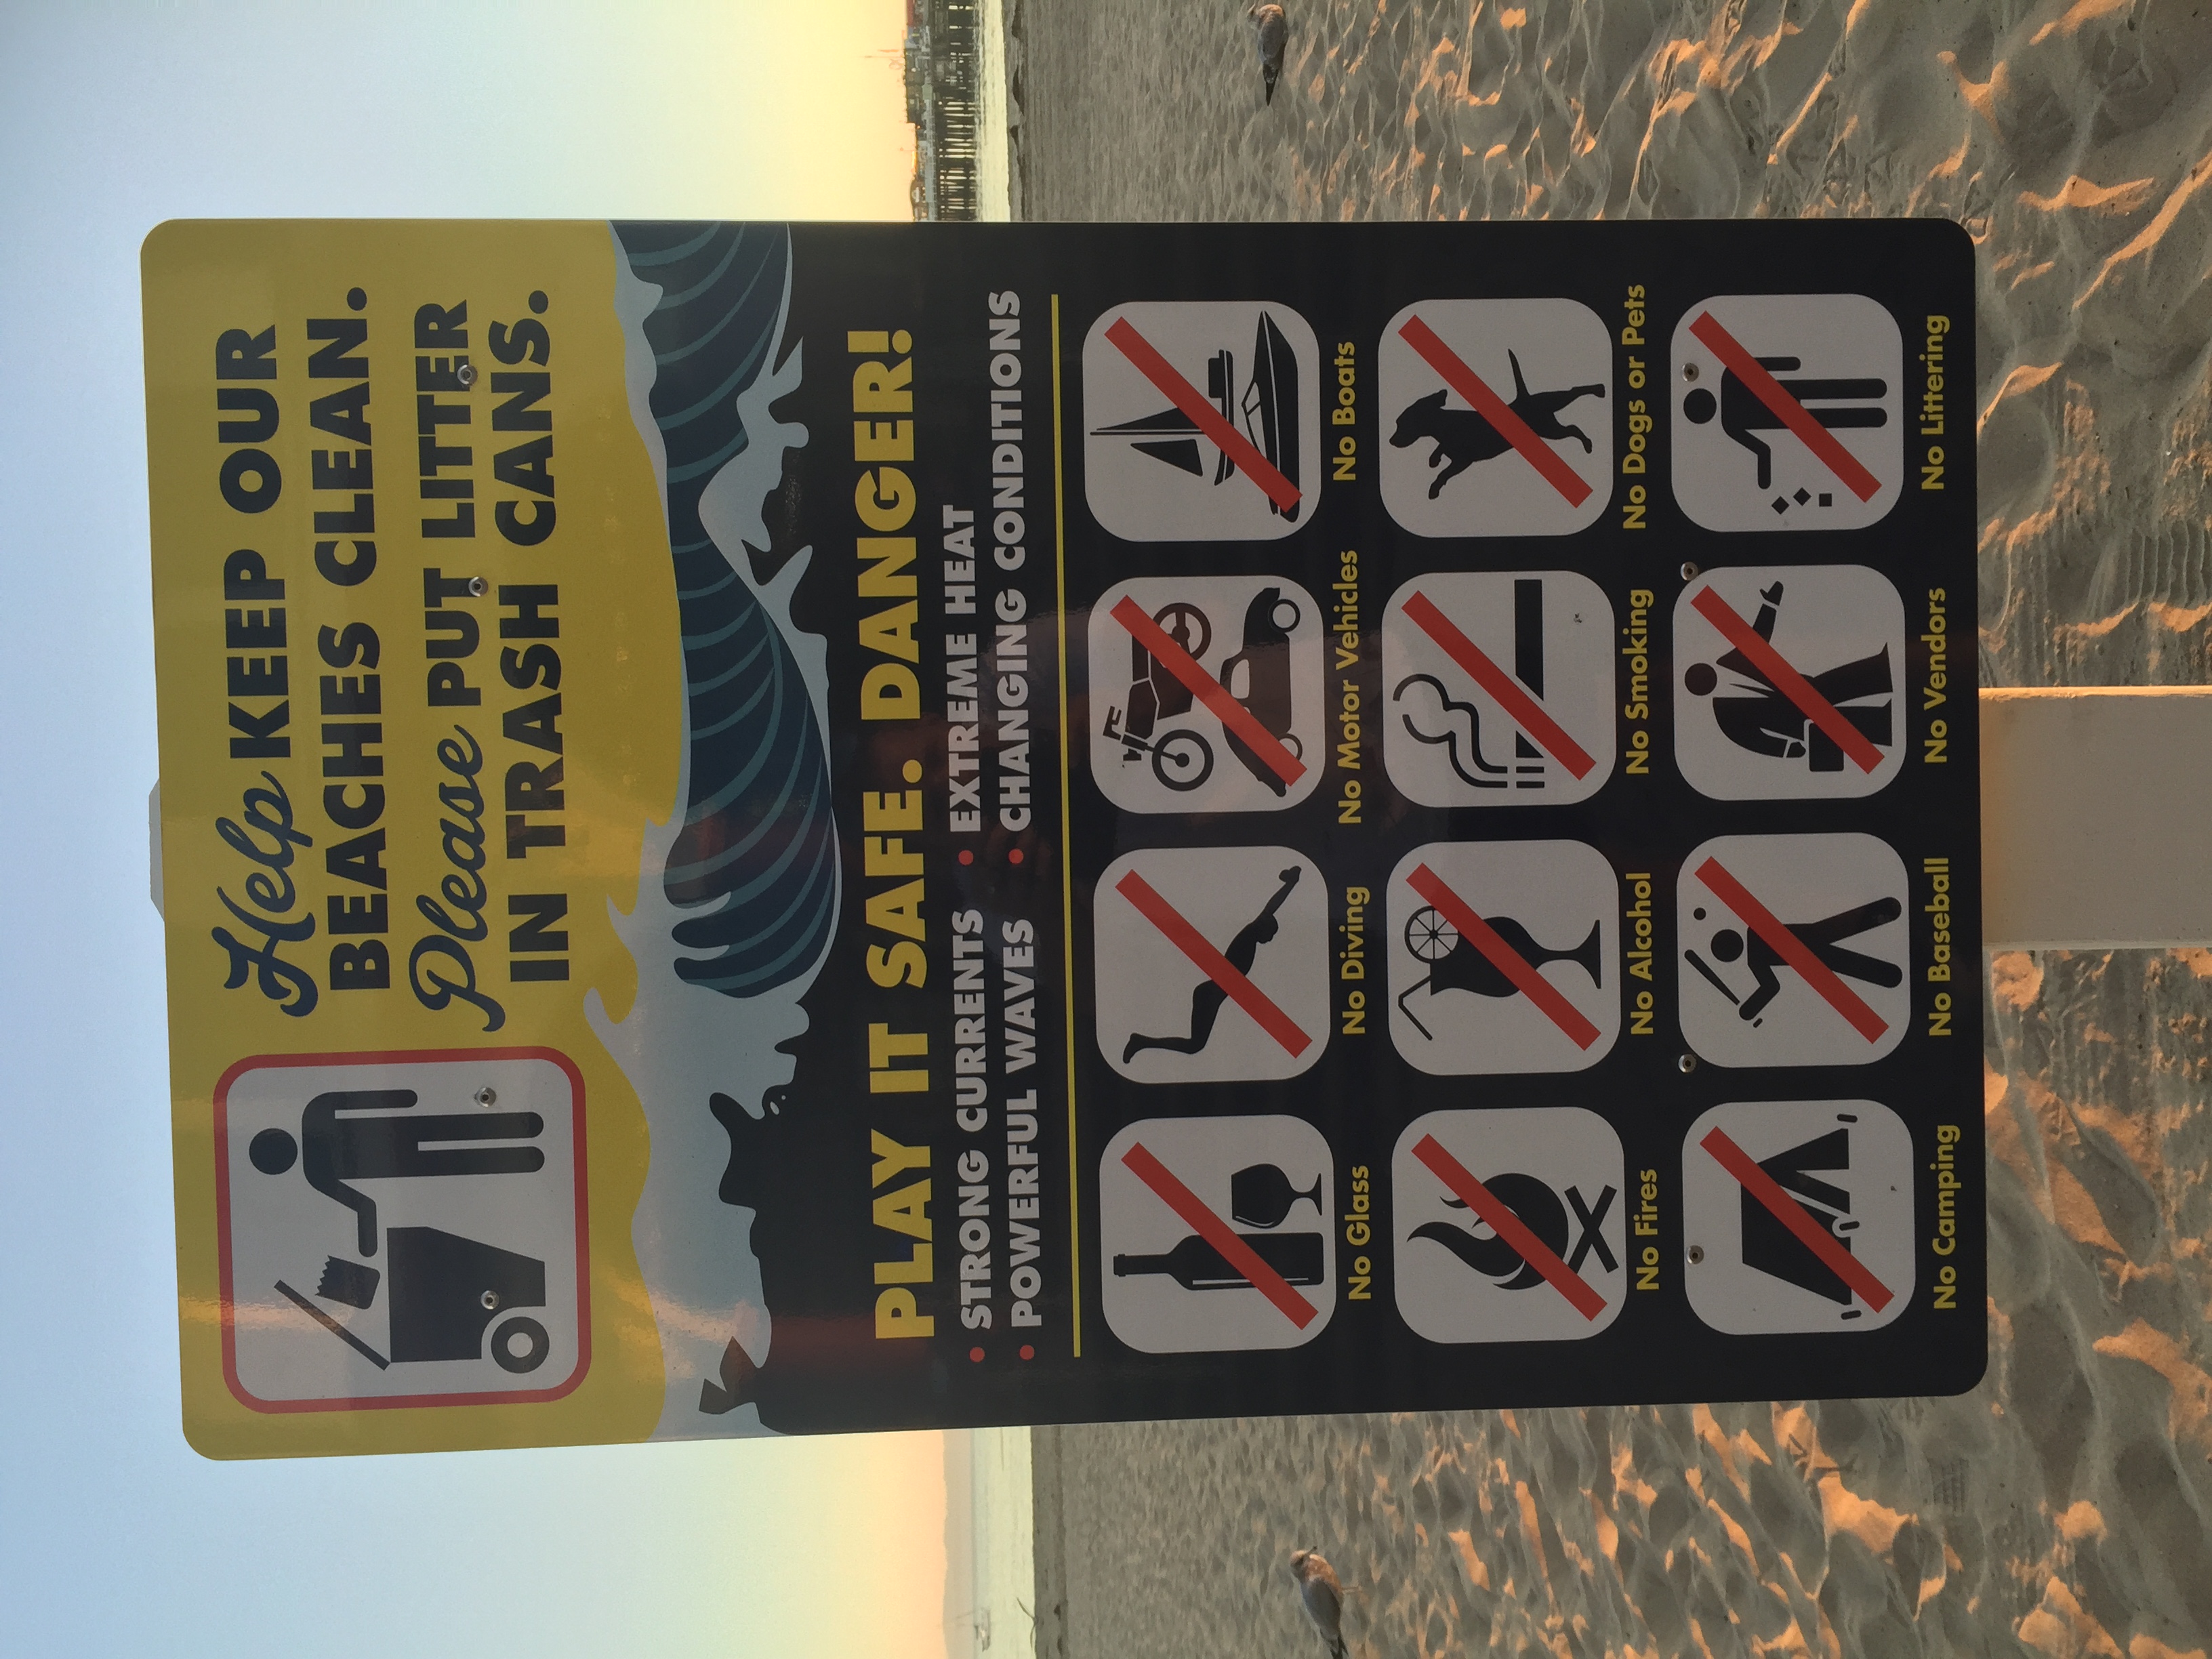 Help KEEP OUR
BEACHES CLEAN.
Please PUT LITTER
IN TRASH CANS.
PLAY IT SAFE. DANGER!
• STRONG CURRENTS
• POWERFUL WAVES
• EXTREME HEAT
• CHANGING CONDITIONS
No Glass
No Diving
No Motor Vehicles
No Boats
No Fires
No Alcohol
No Smoking
No Dogs or Pets
No Camping
No Baseball
No Vendors
No Littering